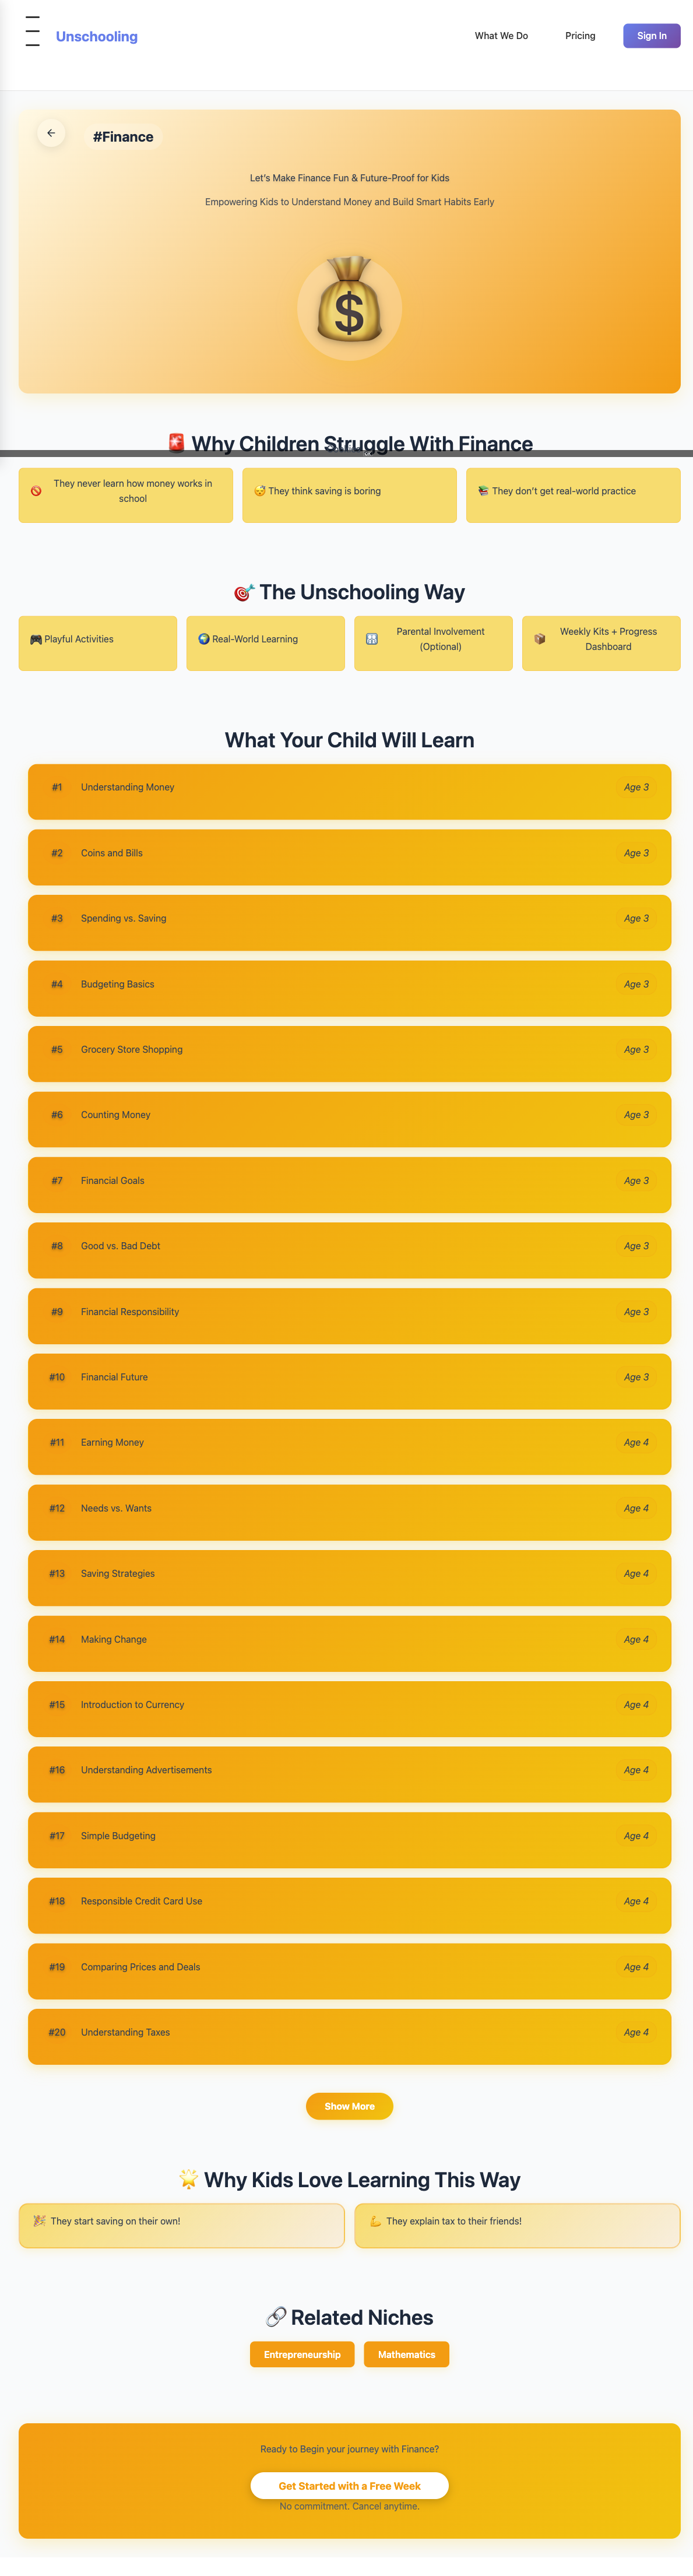 Unschooling
What We Do
Pricing
Sign In
#Finance
Let's Make Finance Fun & Future-Proof for Kids
Empowering Kids to Understand Money and Build Smart Habits Early
$
🚨 Why Children Struggle With Finance
🚫 They never learn how money works in
school
😴 They think saving is boring
📚 They don't get real-world practice
🎯 The Unschooling Way
🎮 Playful Activities
🌍 Real-World Learning
Parental Involvement
(Optional)
📦 Weekly Kits + Progress
Dashboard
What Your Child Will Learn
#1 Understanding Money Age 3
#2 Coins and Bills Age 3
#3 Spending vs. Saving Age 3
#4 Budgeting Basics Age 3
#5 Grocery Store Shopping Age 3
#6 Counting Money Age 3
#7 Financial Goals Age 3
#8 Good vs. Bad Debt Age 3
#9 Financial Responsibility Age 3
#10 Financial Future Age 3
#11 Earning Money Age 4
#12 Needs vs. Wants Age 4
#13 Saving Strategies Age 4
#14 Making Change Age 4
#15 Introduction to Currency Age 4
#16 Understanding Advertisements Age 4
#17 Simple Budgeting Age 4
#18 Responsible Credit Card Use Age 4
#19 Comparing Prices and Deals Age 4
#20 Understanding Taxes Age 4
Show More
🌟 Why Kids Love Learning This Way
🎉 They start saving on their own!
💪 They explain tax to their friends!
🔗 Related Niches
Entrepreneurship
Mathematics
Ready to Begin your journey with Finance?
Get Started with a Free Week
No commitment. Cancel anytime.